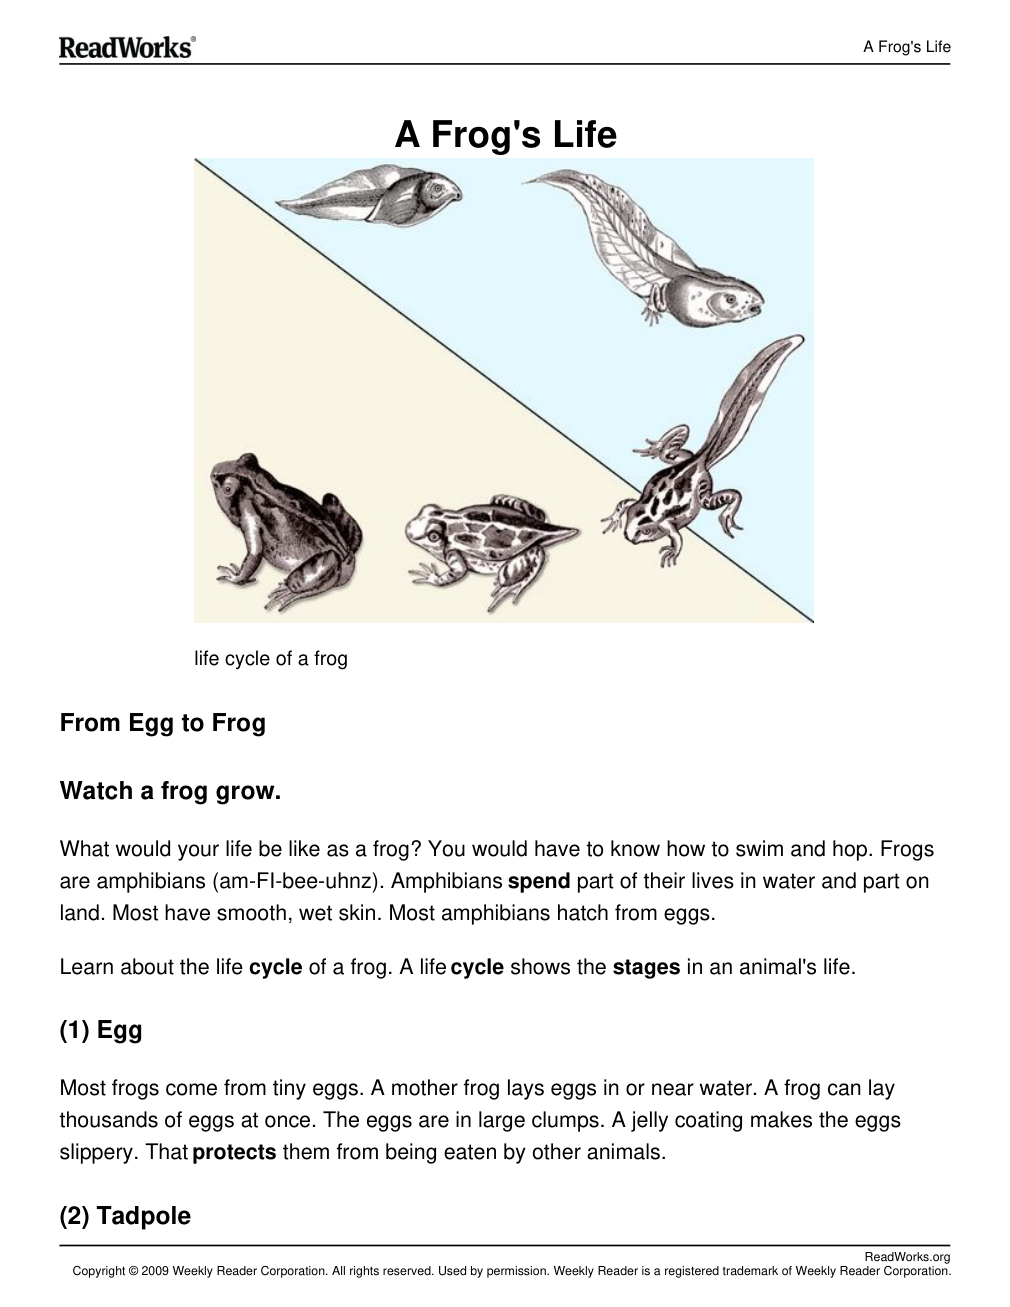 ReadWorks®
A Frog's Life
A Frog's Life
life cycle of a frog
From Egg to Frog
Watch a frog grow.
What would your life be like as a frog? You would have to know how to swim and hop. Frogs
are amphibians (am-FI-bee-uhnz). Amphibians spend part of their lives in water and part on
land. Most have smooth, wet skin. Most amphibians hatch from eggs.
Learn about the life cycle of a frog. A life cycle shows the stages in an animal's life.
(1) Egg
Most frogs come from tiny eggs. A mother frog lays eggs in or near water. A frog can lay
thousands of eggs at once. The eggs are in large clumps. A jelly coating makes the eggs
slippery. That protects them from being eaten by other animals.
(2) Tadpole
ReadWorks.org
Copyright © 2009 Weekly Reader Corporation. All rights reserved. Used by permission. Weekly Reader is a registered trademark of Weekly Reader Corporation.